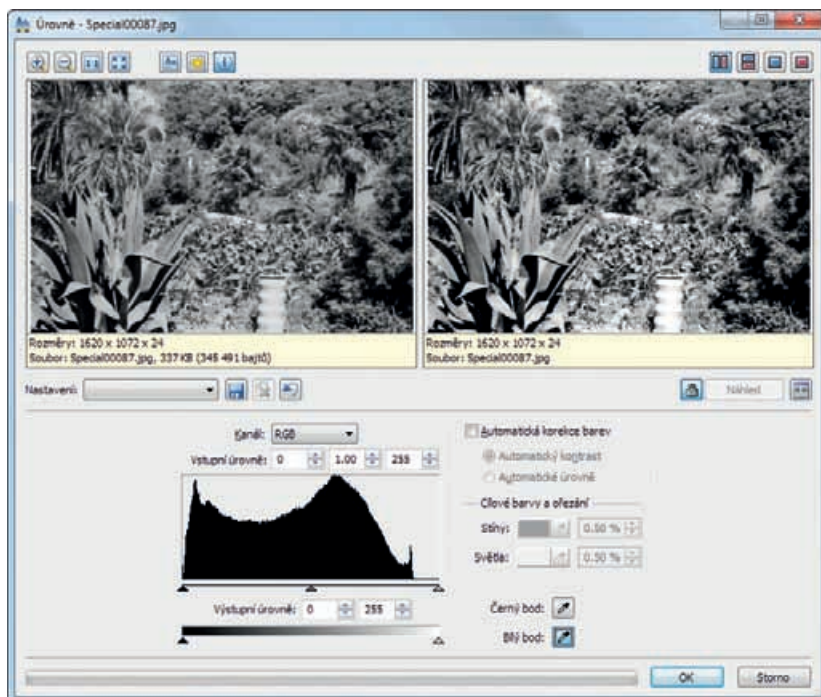 Úrovně - Special00087.jpg
Rozměry: 1620 x 1072 x 24
Soubor: Special00087.jpg, 337 KB (345 491 bajtů)
Rozměry: 1620 x 1072 x 24
Soubor: Special00087.jpg
Nastavení:
Náhled
Kanál: RGB
Vstupní úrovně: 0 1.00 255
Výstupní úrovně: 0 255
Automatická korekce barev
Automatický kontrast
Automatické úrovně
Cílové barvy a ořezání
Stíny: 0.50 %
Světla: 0.50 %
Černý bod:
Bílý bod:
OK
Storno